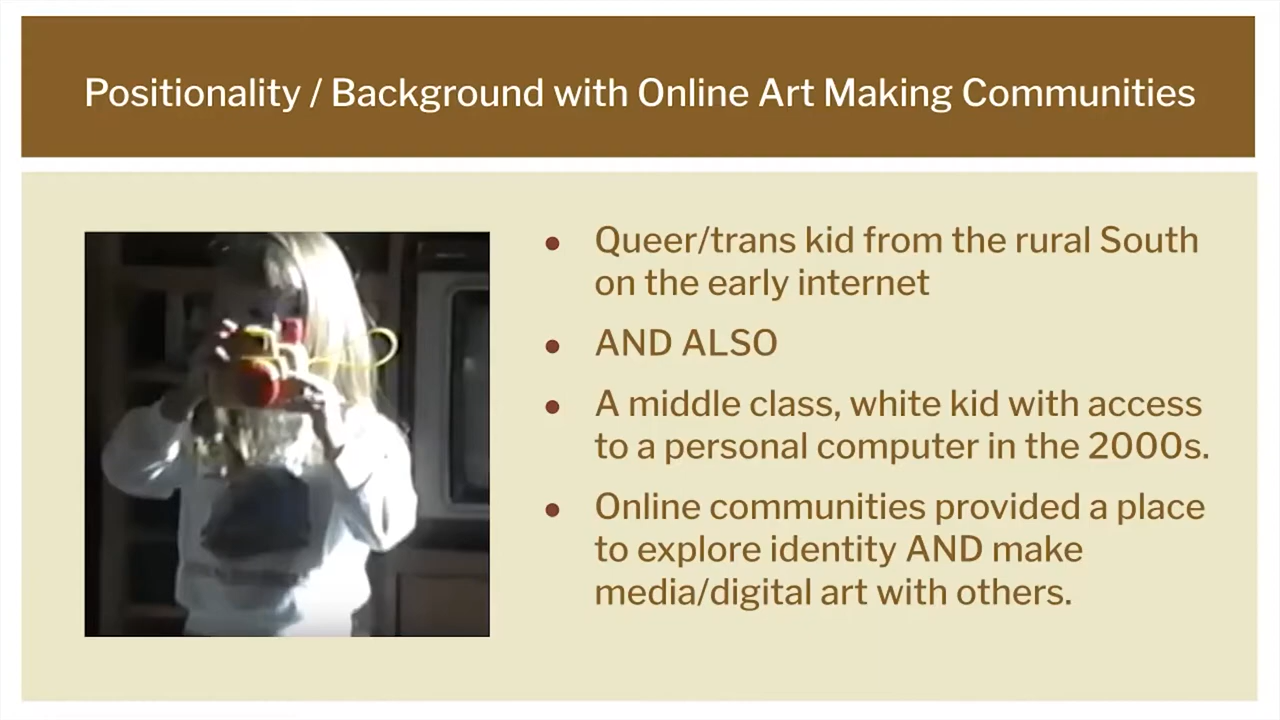 Positionality / Background with Online Art Making Communities
● Queer/trans kid from the rural South
on the early internet
● AND ALSO
● A middle class, white kid with access
to a personal computer in the 2000s.
● Online communities provided a place
to explore identity AND make
media/digital art with others.